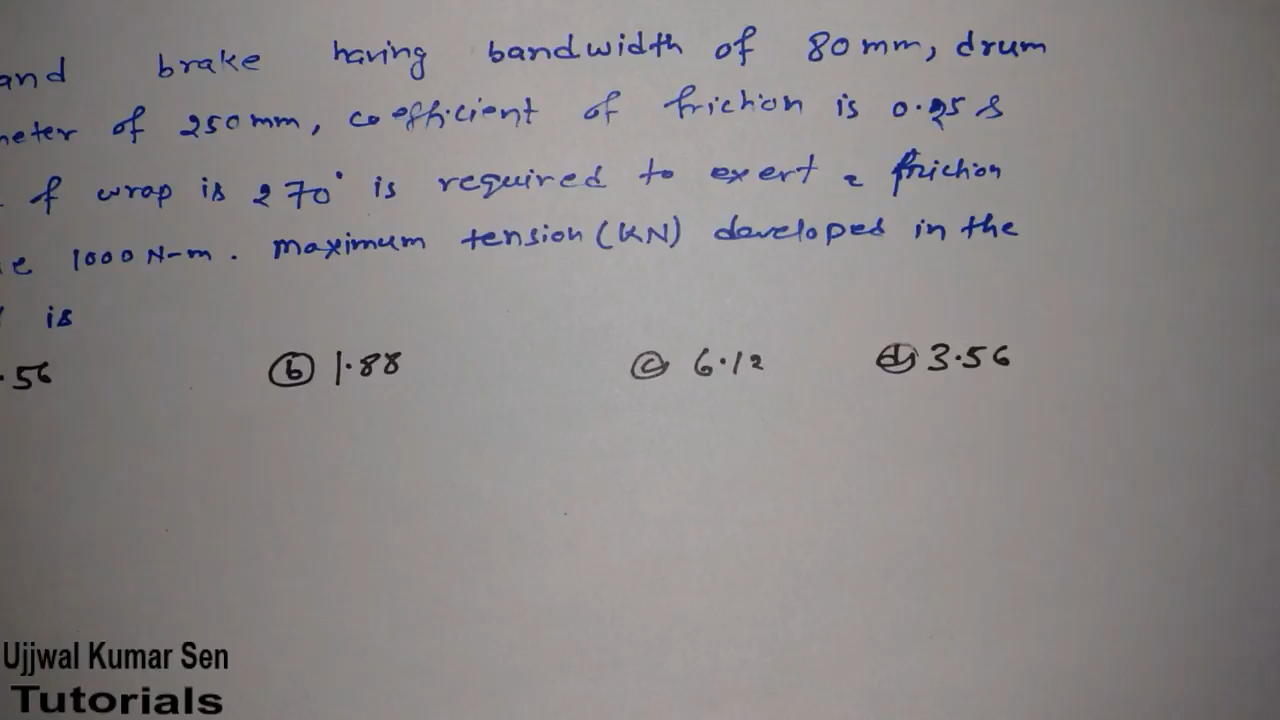 and brake having bandwidth of 80mm, drum
meter of 250mm, coefficient of friction is 0.25 &
f wrap is 270° is required to exert a friction
e 1000 N-m. Maximum tension (KN) developed in the
is
.56 (b) 1.88 (c) 6.12 (d) 3.56
Ujjwal Kumar Sen
Tutorials